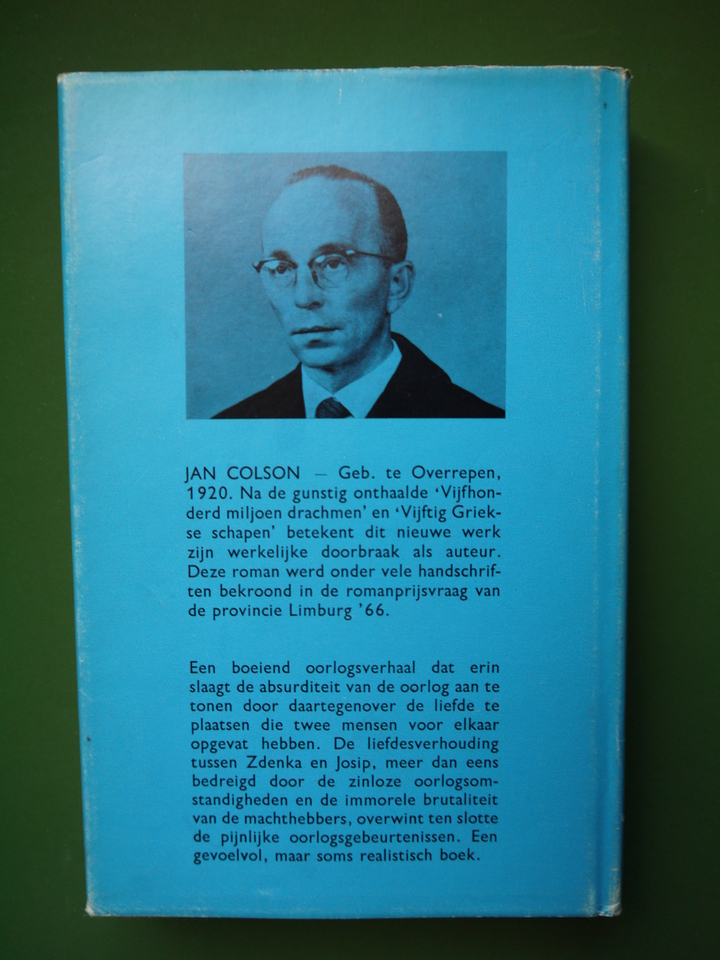 JAN COLSON — Geb. te Overrepen,
1920. Na de gunstig onthaalde ‘Vijfhon-
derd miljoen drachmen’ en ‘Vijftig Griek-
se schapen’ betekent dit nieuwe werk
zijn werkelijke doorbraak als auteur.
Deze roman werd onder vele handschrif-
ten bekroond in de romanprijsvraag van
de provincie Limburg ’66.
Een boeiend oorlogsverhaal dat erin
slaagt de absurditeit van de oorlog aan te
tonen door daartegenover de liefde te
plaatsen die twee mensen voor elkaar
opgevat hebben. De liefdesverhouding
tussen Zdenka en Josip, meer dan eens
bedreigd door de zinloze oorlogsom-
standigheden en de immorele brutaliteit
van de machthebbers, overwint ten slotte
de pijnlijke oorlogsgebeurtenissen. Een
gevoelvol, maar soms realistisch boek.